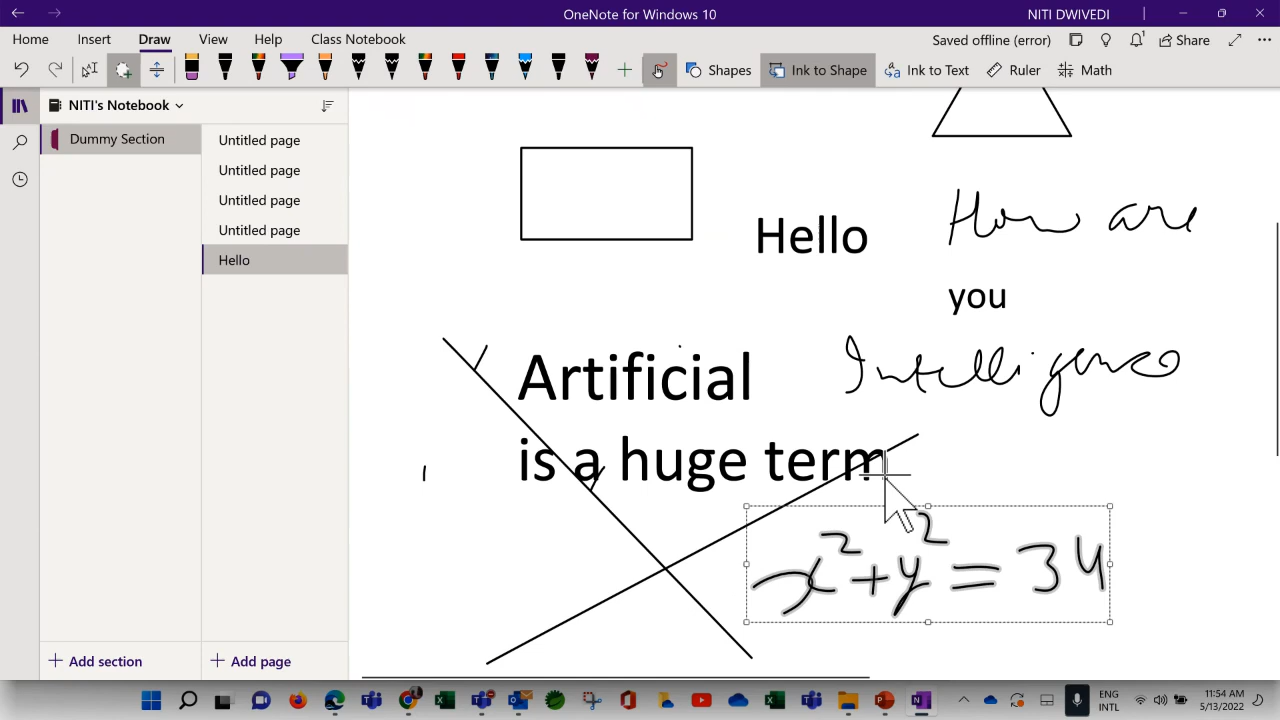 OneNote for Windows 10
NITI DWIVEDI
Home Insert Draw View Help Class Notebook
Saved offline (error)
Share
Shapes Ink to Shape Ink to Text Ruler Math
NITI's Notebook
Dummy Section
Untitled page
Untitled page
Untitled page
Untitled page
Hello
Hello
How are
you
Artificial Intelligence
is a huge term
x²+y²=34
Add section
Add page
ENG
INTL
11:54 AM
5/13/2022